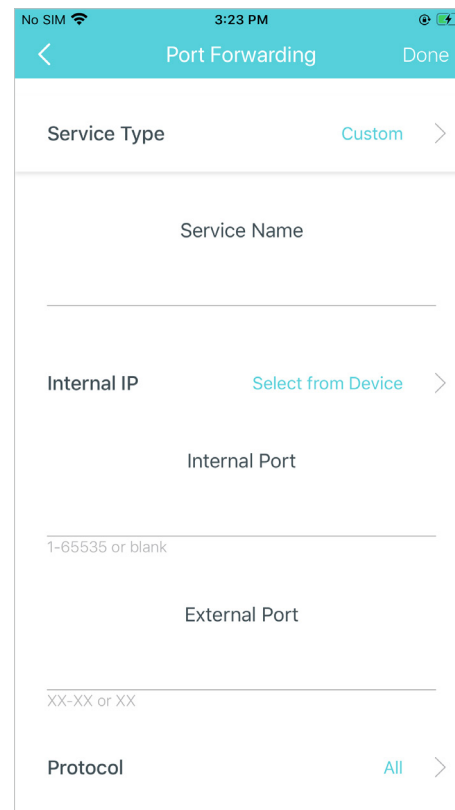 No SIM 3:23 PM
Port Forwarding Done
Service Type Custom
Service Name
Internal IP Select from Device
Internal Port
1-65535 or blank
External Port
XX-XX or XX
Protocol All